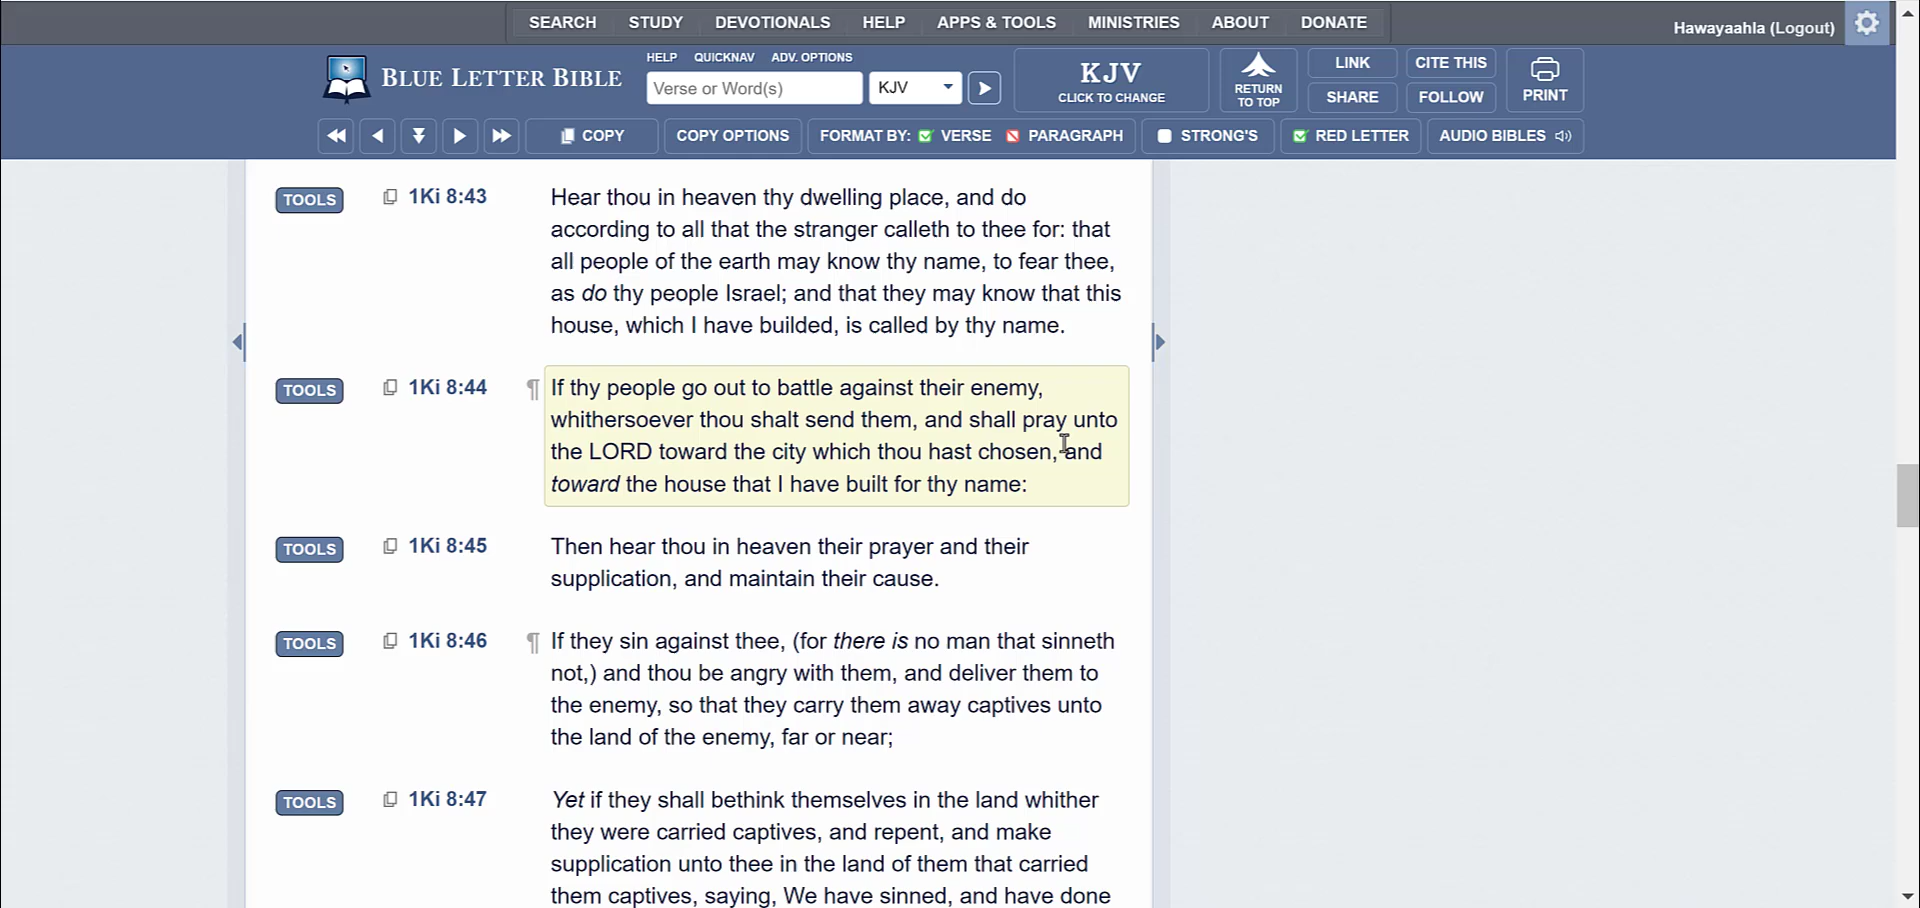 SEARCH STUDY DEVOTIONALS HELP APPS & TOOLS MINISTRIES ABOUT DONATE
Hawayaahla (Logout)
BLUE LETTER BIBLE
HELP QUICKNAV ADV. OPTIONS
Verse or Word(s) KJV
KJV
CLICK TO CHANGE
RETURN
TO TOP
LINK CITE THIS
SHARE FOLLOW
PRINT
COPY COPY OPTIONS FORMAT BY: VERSE PARAGRAPH STRONG'S RED LETTER AUDIO BIBLES
TOOLS 1Ki 8:43 Hear thou in heaven thy dwelling place, and do
according to all that the stranger calleth to thee for: that
all people of the earth may know thy name, to fear thee,
as do thy people Israel; and that they may know that this
house, which I have builded, is called by thy name.
TOOLS 1Ki 8:44 ¶ If thy people go out to battle against their enemy,
whithersoever thou shalt send them, and shall pray unto
the LORD toward the city which thou hast chosen, and
toward the house that I have built for thy name:
TOOLS 1Ki 8:45 Then hear thou in heaven their prayer and their
supplication, and maintain their cause.
TOOLS 1Ki 8:46 ¶ If they sin against thee, (for there is no man that sinneth
not,) and thou be angry with them, and deliver them to
the enemy, so that they carry them away captives unto
the land of the enemy, far or near;
TOOLS 1Ki 8:47 Yet if they shall bethink themselves in the land whither
they were carried captives, and repent, and make
supplication unto thee in the land of them that carried
them captives, saying, We have sinned, and have done